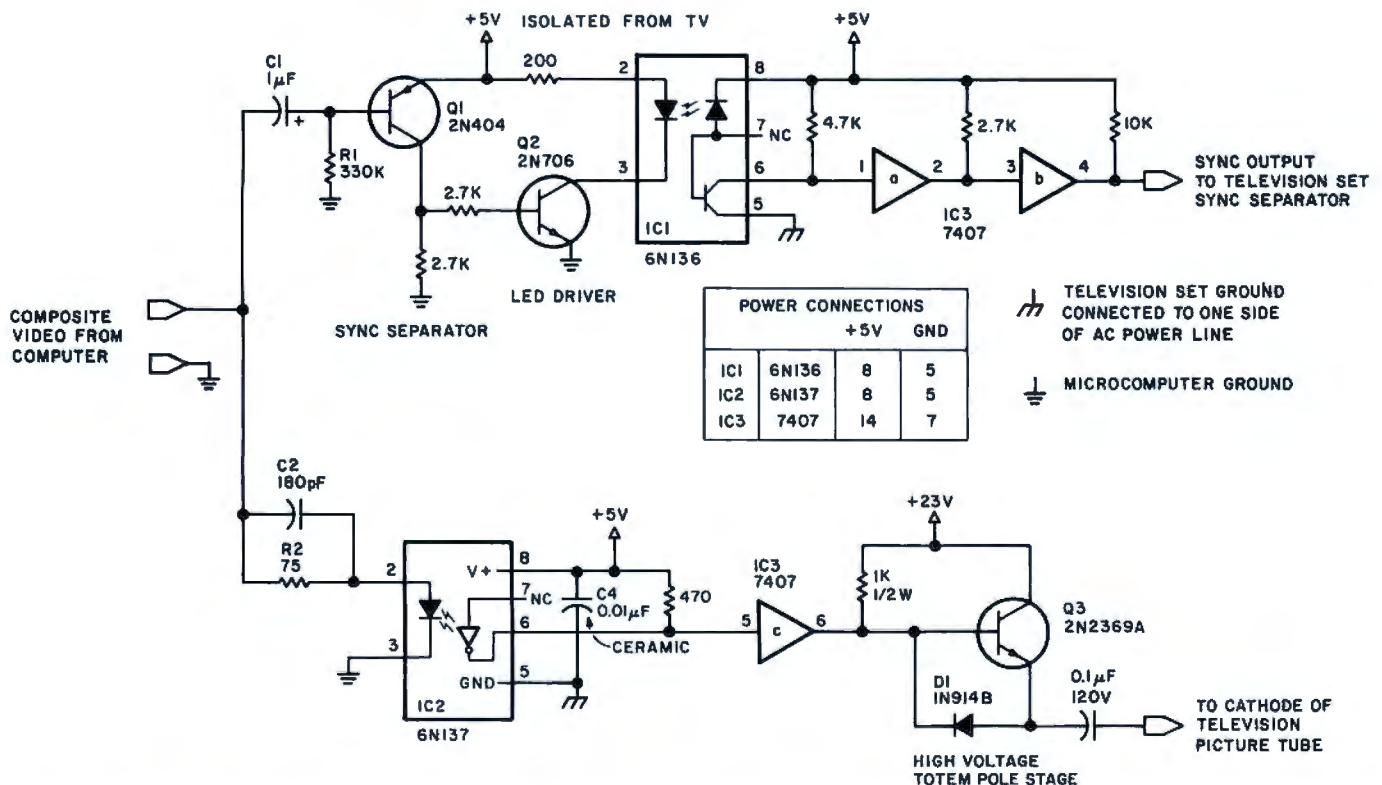 +5V ISOLATED FROM TV
+5V
C1
1µF
+
200
2
8
Q1
2N404
R1
330K
Q2
2N706
7 NC
4.7K
2.7K
10K
3
6
1
a
2
3
b
4
SYNC OUTPUT
TO TELEVISION SET
SYNC SEPARATOR
2.7K
5
IC3
7407
IC1
6N136
2.7K
LED DRIVER
SYNC SEPARATOR
COMPOSITE
VIDEO FROM
COMPUTER
POWER CONNECTIONS
+5V GND
IC1 6N136 8 5
IC2 6N137 8 5
IC3 7407 14 7
TELEVISION SET GROUND
CONNECTED TO ONE SIDE
OF AC POWER LINE
MICROCOMPUTER GROUND
C2
180pF
R2
75
2
3
V+
8
7 NC
6
GND
5
IC2
6N137
+5V
C4
0.01µF
CERAMIC
470
IC3
7407
5
c
6
+23V
1K
1/2W
Q3
2N2369A
D1
1N914B
0.1µF
120V
TO CATHODE OF
TELEVISION
PICTURE TUBE
HIGH VOLTAGE
TOTEM POLE STAGE